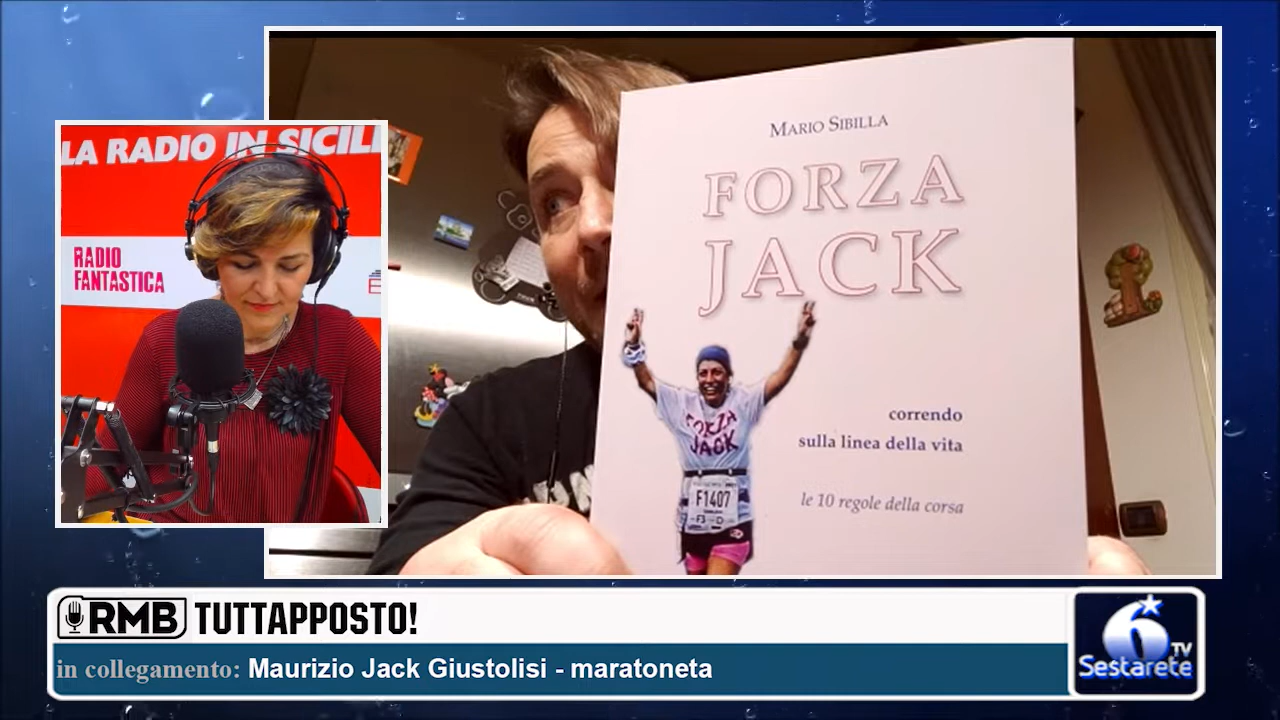 LA RADIO IN SICILI
RADIO
FANTASTICA
MARIO SIBILLA
FORZA
JACK
correndo
sulla linea della vita
le 10 regole della corsa
FORZA
JACK
F1407
F3 D
RMB TUTTAPPOSTO!
in collegamento: Maurizio Jack Giustolisi - maratoneta
6 TV
Sestarete